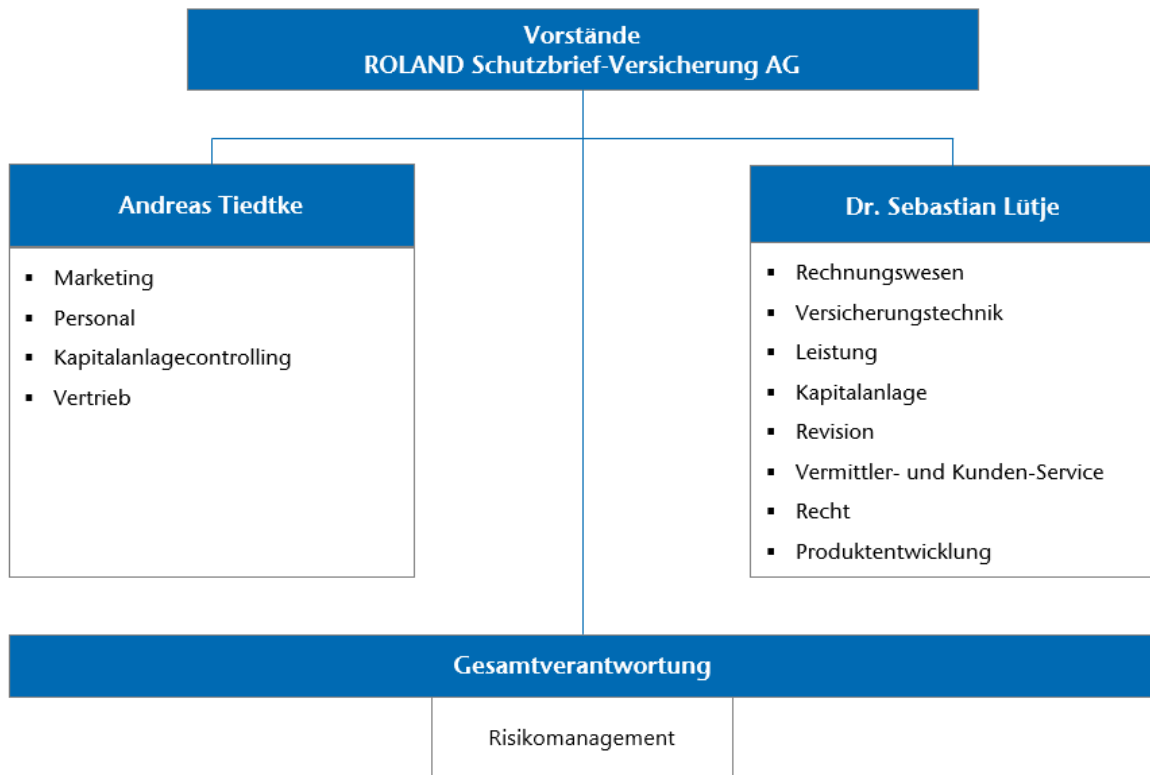 Vorstände
ROLAND Schutzbrief-Versicherung AG
Andreas Tiedtke
▪ Marketing
▪ Personal
▪ Kapitalanlagecontrolling
▪ Vertrieb
Dr. Sebastian Lütje
▪ Rechnungswesen
▪ Versicherungstechnik
▪ Leistung
▪ Kapitalanlage
▪ Revision
▪ Vermittler- und Kunden-Service
▪ Recht
▪ Produktentwicklung
Gesamtverantwortung
Risikomanagement